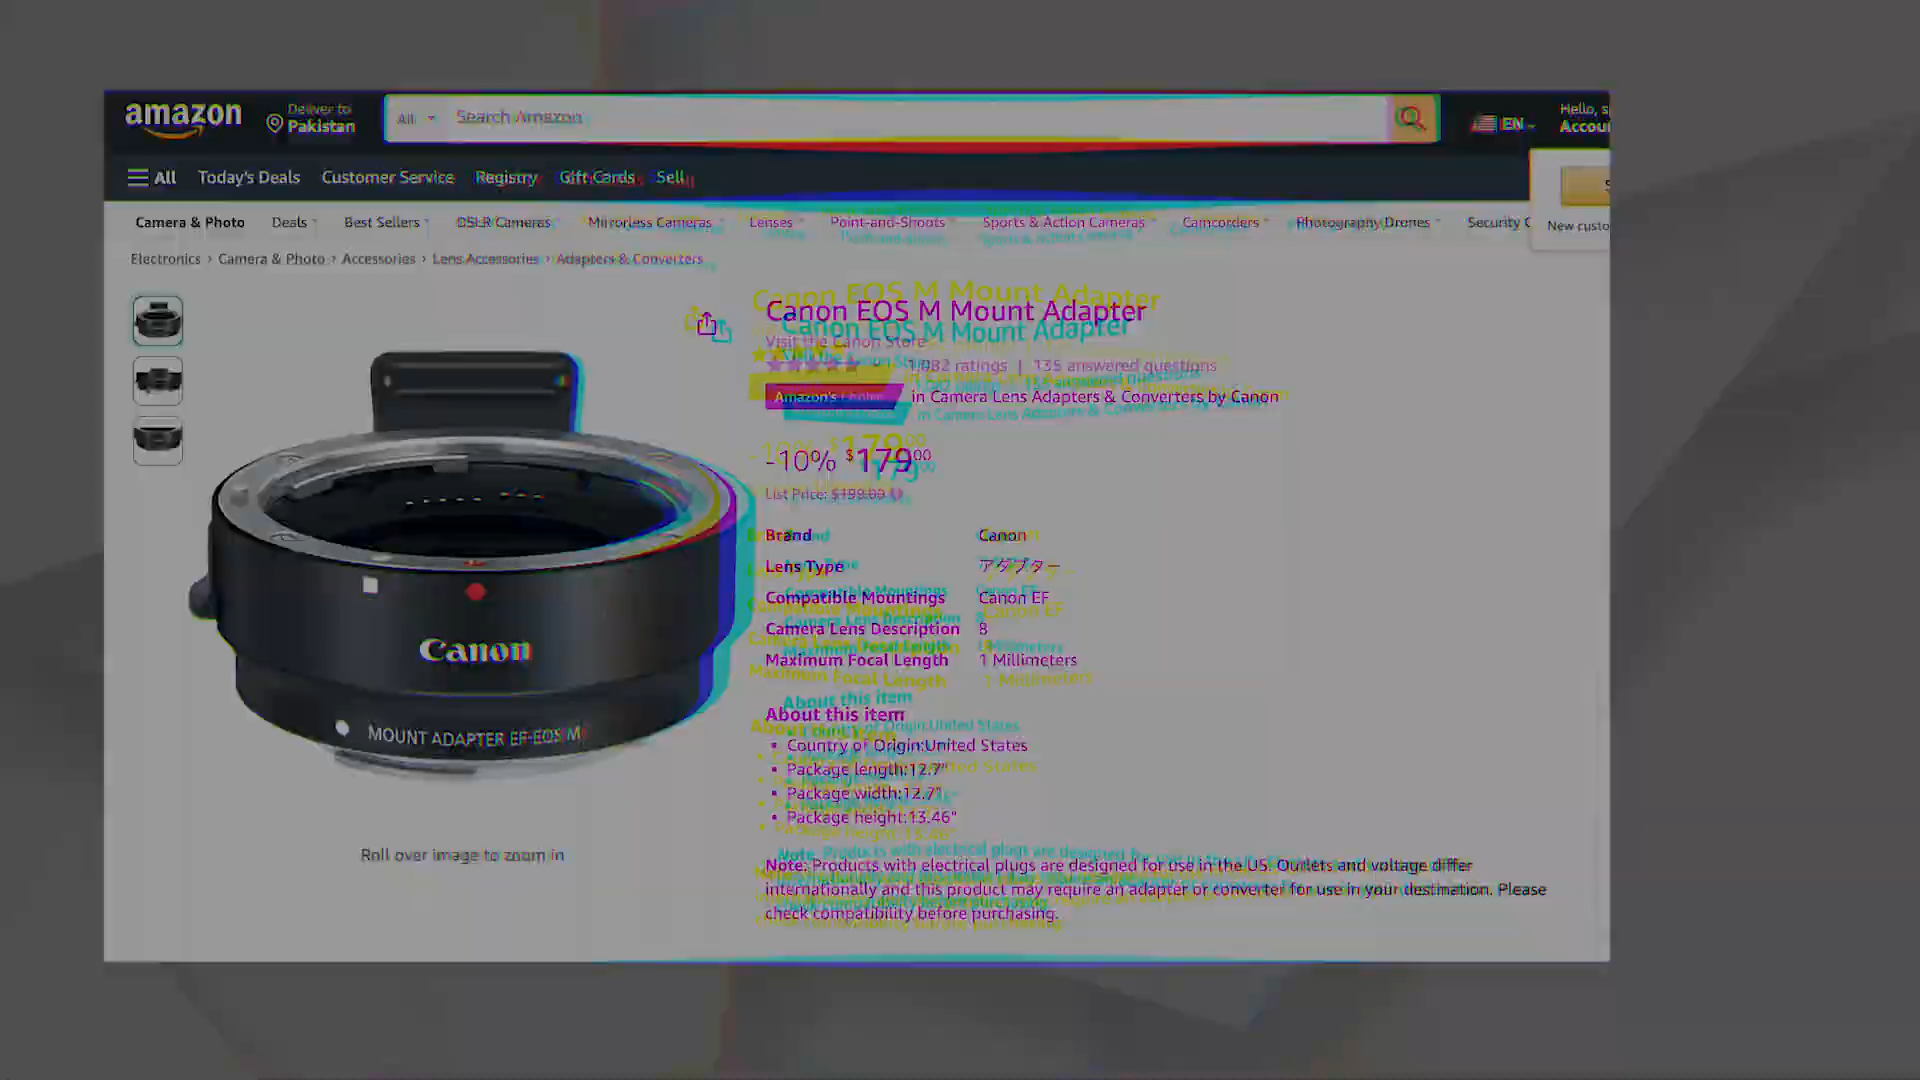 amazon
Deliver to
Pakistan
All
Search Amazon
EN
Hello, s
Accou
All Today's Deals Customer Service Registry Gift Cards Sell
Camera & Photo Deals Best Sellers DSLR Cameras Mirrorless Cameras Lenses Point-and-Shoots Sports & Action Cameras Camcorders Photography Drones Security C
New custo
Electronics › Camera & Photo › Accessories › Lens Accessories › Adapters & Converters
Canon EOS M Mount Adapter
Visit the Canon Store
1,082 ratings | 135 answered questions
Amazon's
in Camera Lens Adapters & Converters by Canon
-10% $179.00
List Price: $199.00
Brand Canon
Lens Type アダプター
Compatible Mountings Canon EF
Camera Lens Description 8
Maximum Focal Length 1 Millimeters
About this item
• Country of Origin:United States
• Package length:12.7"
• Package width:12.7"
• Package height:13.46"
Note: Products with electrical plugs are designed for use in the US. Outlets and voltage differ
internationally and this product may require an adapter or converter for use in your destination. Please
check compatibility before purchasing.
Canon
MOUNT ADAPTER EF-EOS M
Roll over image to zoom in